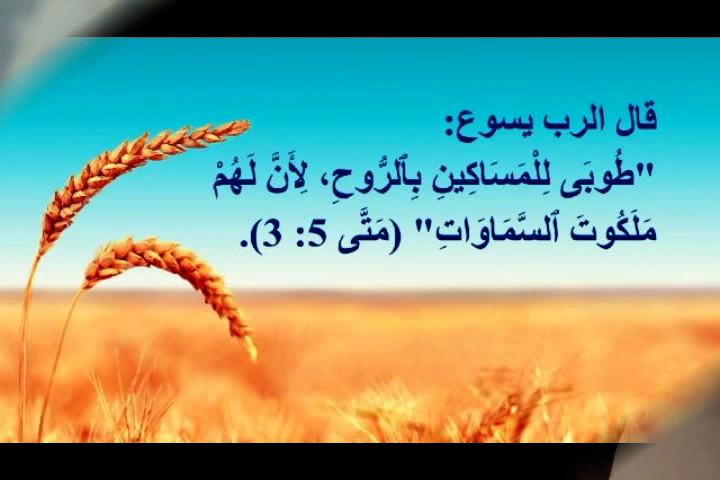 قال الرب يسوع:
"طُوبَى لِلْمَسَاكِينِ بِٱلرُّوحِ، لِأَنَّ لَهُمْ
مَلَكُوتَ ٱلسَّمَاوَاتِ" (مَتَّى 5: 3).